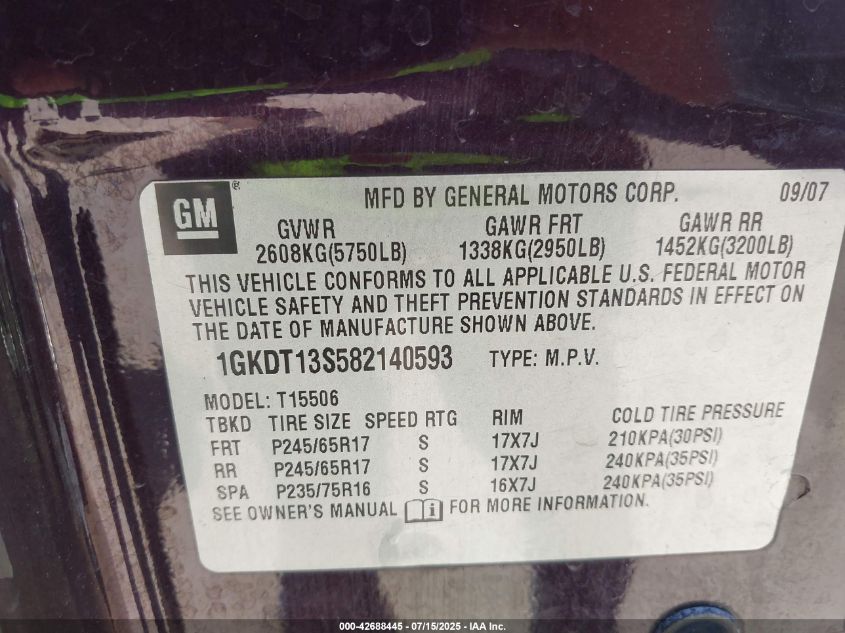 GM ® MFD BY GENERAL MOTORS CORP. 09/07
GVWR GAWR FRT GAWR RR
2608KG(5750LB) 1338KG(2950LB) 1452KG(3200LB)
THIS VEHICLE CONFORMS TO ALL APPLICABLE U.S. FEDERAL MOTOR
VEHICLE SAFETY AND THEFT PREVENTION STANDARDS IN EFFECT ON
THE DATE OF MANUFACTURE SHOWN ABOVE.
1GKDT13S582140593 TYPE: M.P.V.
MODEL: T15506
TBKD TIRE SIZE SPEED RTG RIM COLD TIRE PRESSURE
FRT P245/65R17 S 17X7J 210KPA(30PSI)
RR P245/65R17 S 17X7J 240KPA(35PSI)
SPA P235/75R16 S 16X7J 240KPA(35PSI)
SEE OWNER'S MANUAL i FOR MORE INFORMATION.
000-42688445 - 07/15/2025 - IAA Inc.